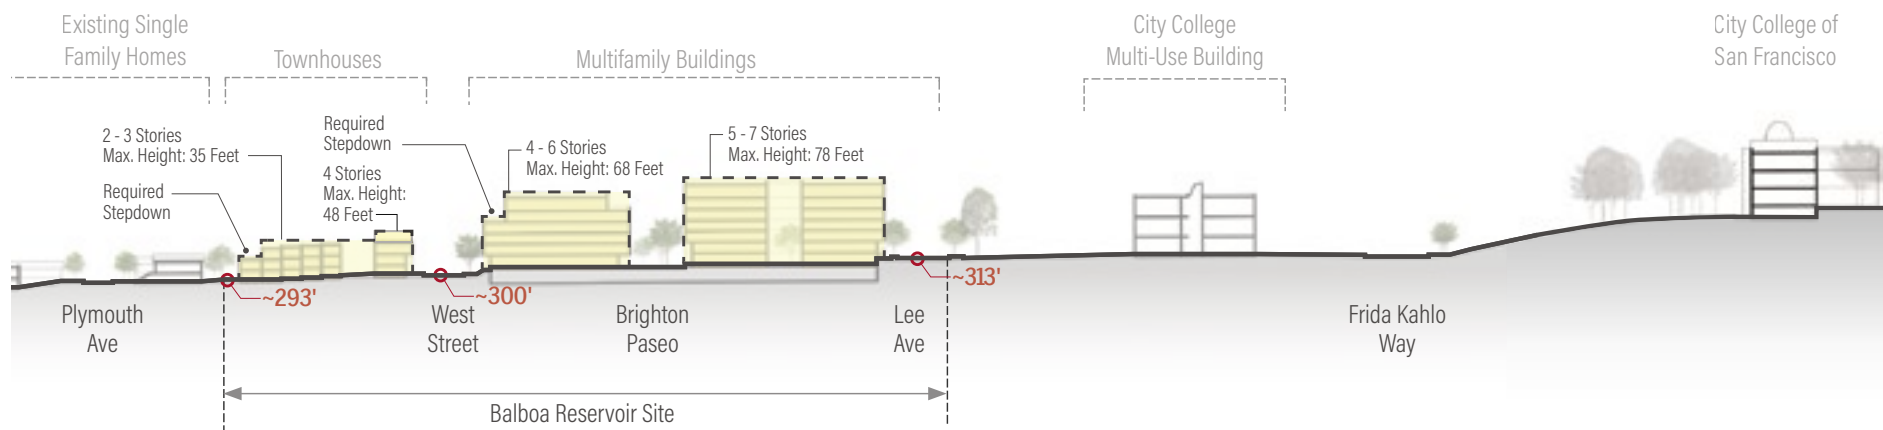 Existing Single
Family Homes
Townhouses
Multifamily Buildings
City College
Multi-Use Building
City College of
San Francisco
2 - 3 Stories
Max. Height: 35 Feet
Required
Stepdown
Required
Stepdown
4 Stories
Max. Height:
48 Feet
4 - 6 Stories
Max. Height: 68 Feet
5 - 7 Stories
Max. Height: 78 Feet
~293'
~300'
~313'
Plymouth
Ave
West
Street
Brighton
Paseo
Lee
Ave
Frida Kahlo
Way
Balboa Reservoir Site